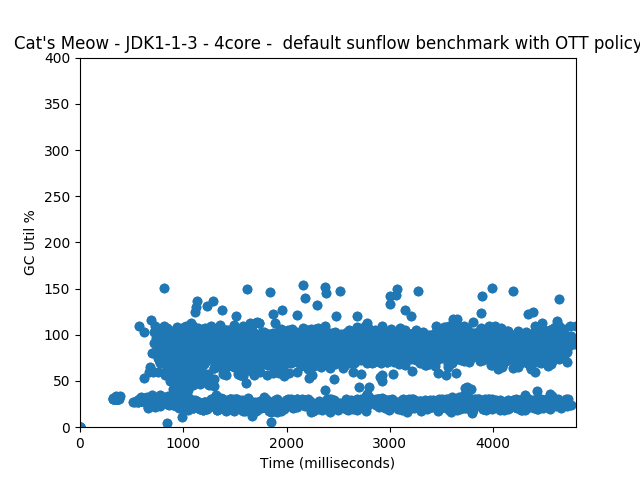 Cat's Meow - JDK1-1-3 - 4core -  default sunflow benchmark with OTT policy
400
350
300
250
200
150
100
50
0
GC Util %
0 1000 2000 3000 4000
Time (milliseconds)